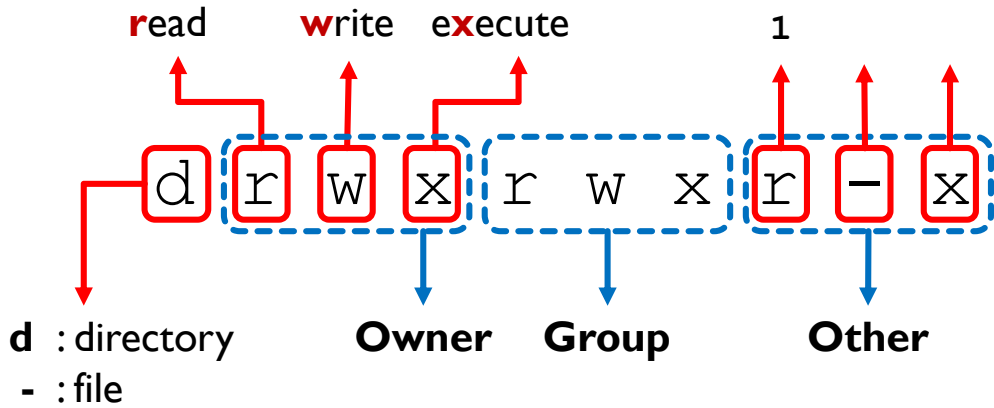 read write execute 1
d r w x r w x r - x
d : directory Owner Group Other
- : file